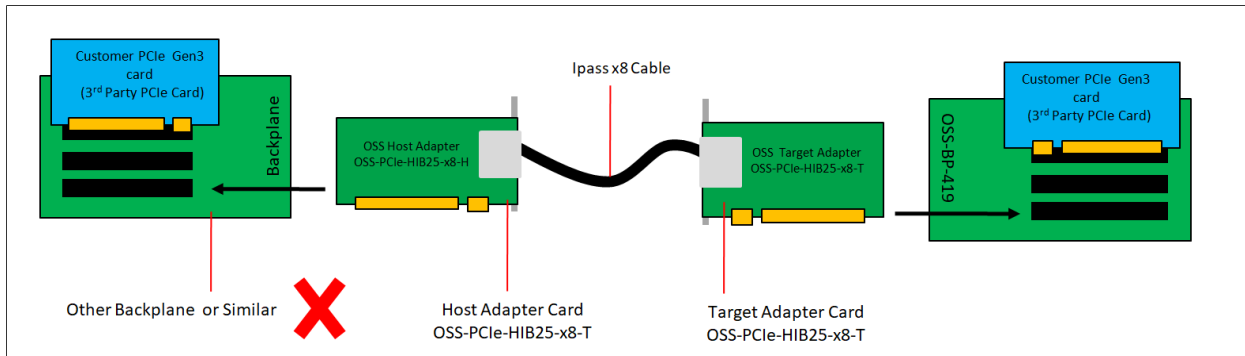 Customer PCIe Gen3
card
(3rd Party PCIe Card)
Backplane
OSS Host Adapter
OSS-PCIe-HIB25-x8-H
Ipass x8 Cable
OSS Target Adapter
OSS-PCIe-HIB25-x8-T
OSS-BP-419
Customer PCIe Gen3
card
(3rd Party PCIe Card)
Other Backplane or Similar
Host Adapter Card
OSS-PCIe-HIB25-x8-T
Target Adapter Card
OSS-PCIe-HIB25-x8-T